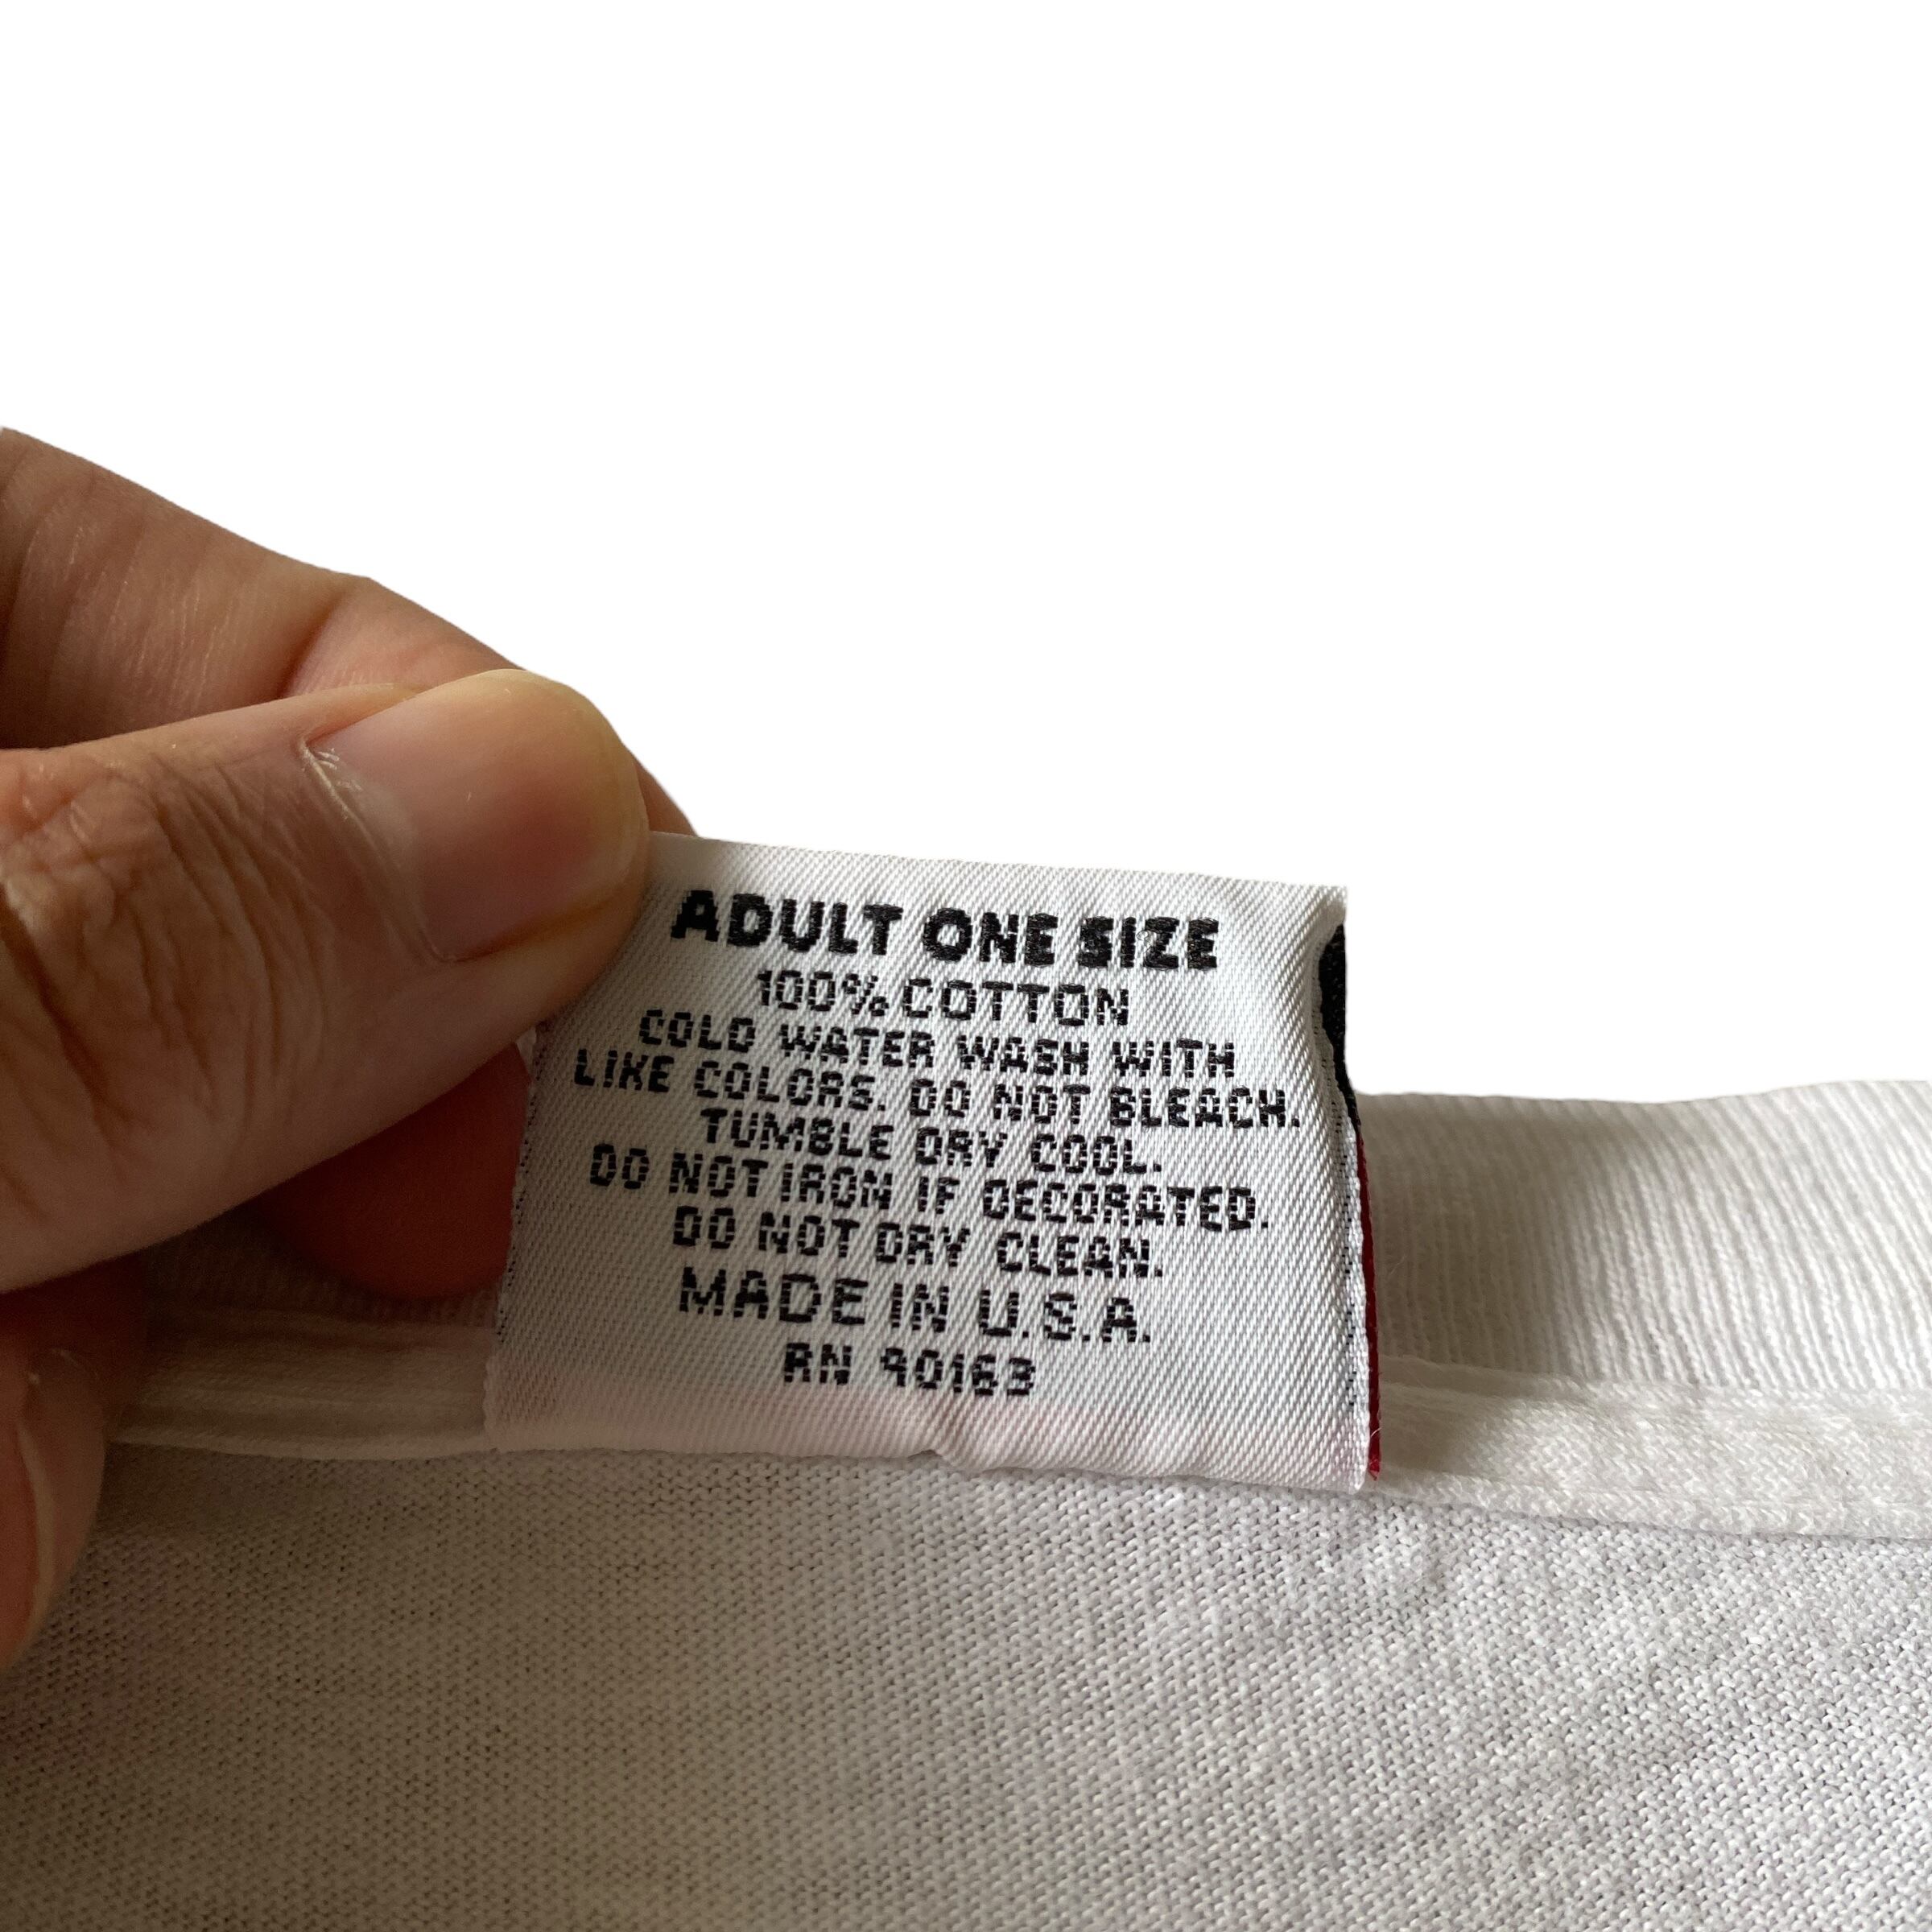 ADULT ONE SIZE
100% COTTON
COLD WATER WASH WITH
LIKE COLORS. DO NOT BLEACH.
TUMBLE DRY COOL.
DO NOT IRON IF DECORATED.
DO NOT DRY CLEAN.
MADE IN U.S.A.
RN 90163